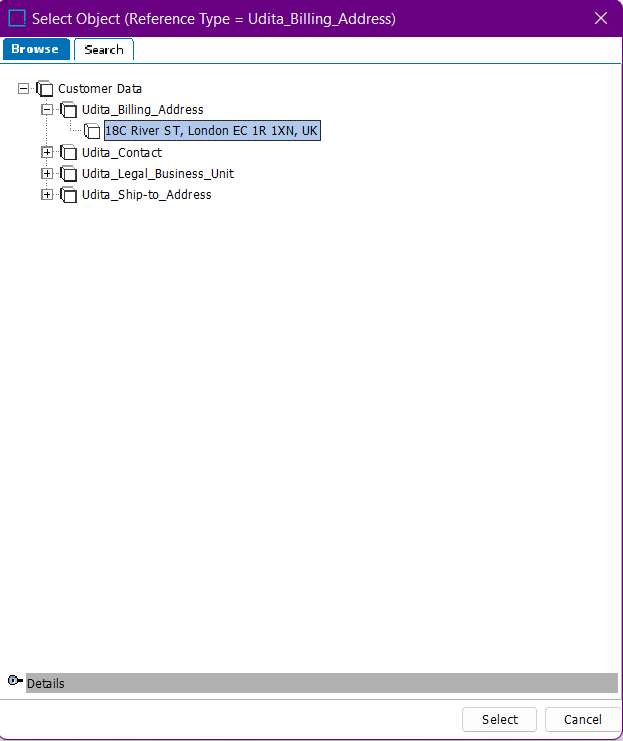 Select Object (Reference Type = Udita_Billing_Address)
Browse
Search
Customer Data
Udita_Billing_Address
18C River ST, London EC 1R 1XN, UK
Udita_Contact
Udita_Legal_Business_Unit
Udita_Ship-to_Address
Details
Select
Cancel